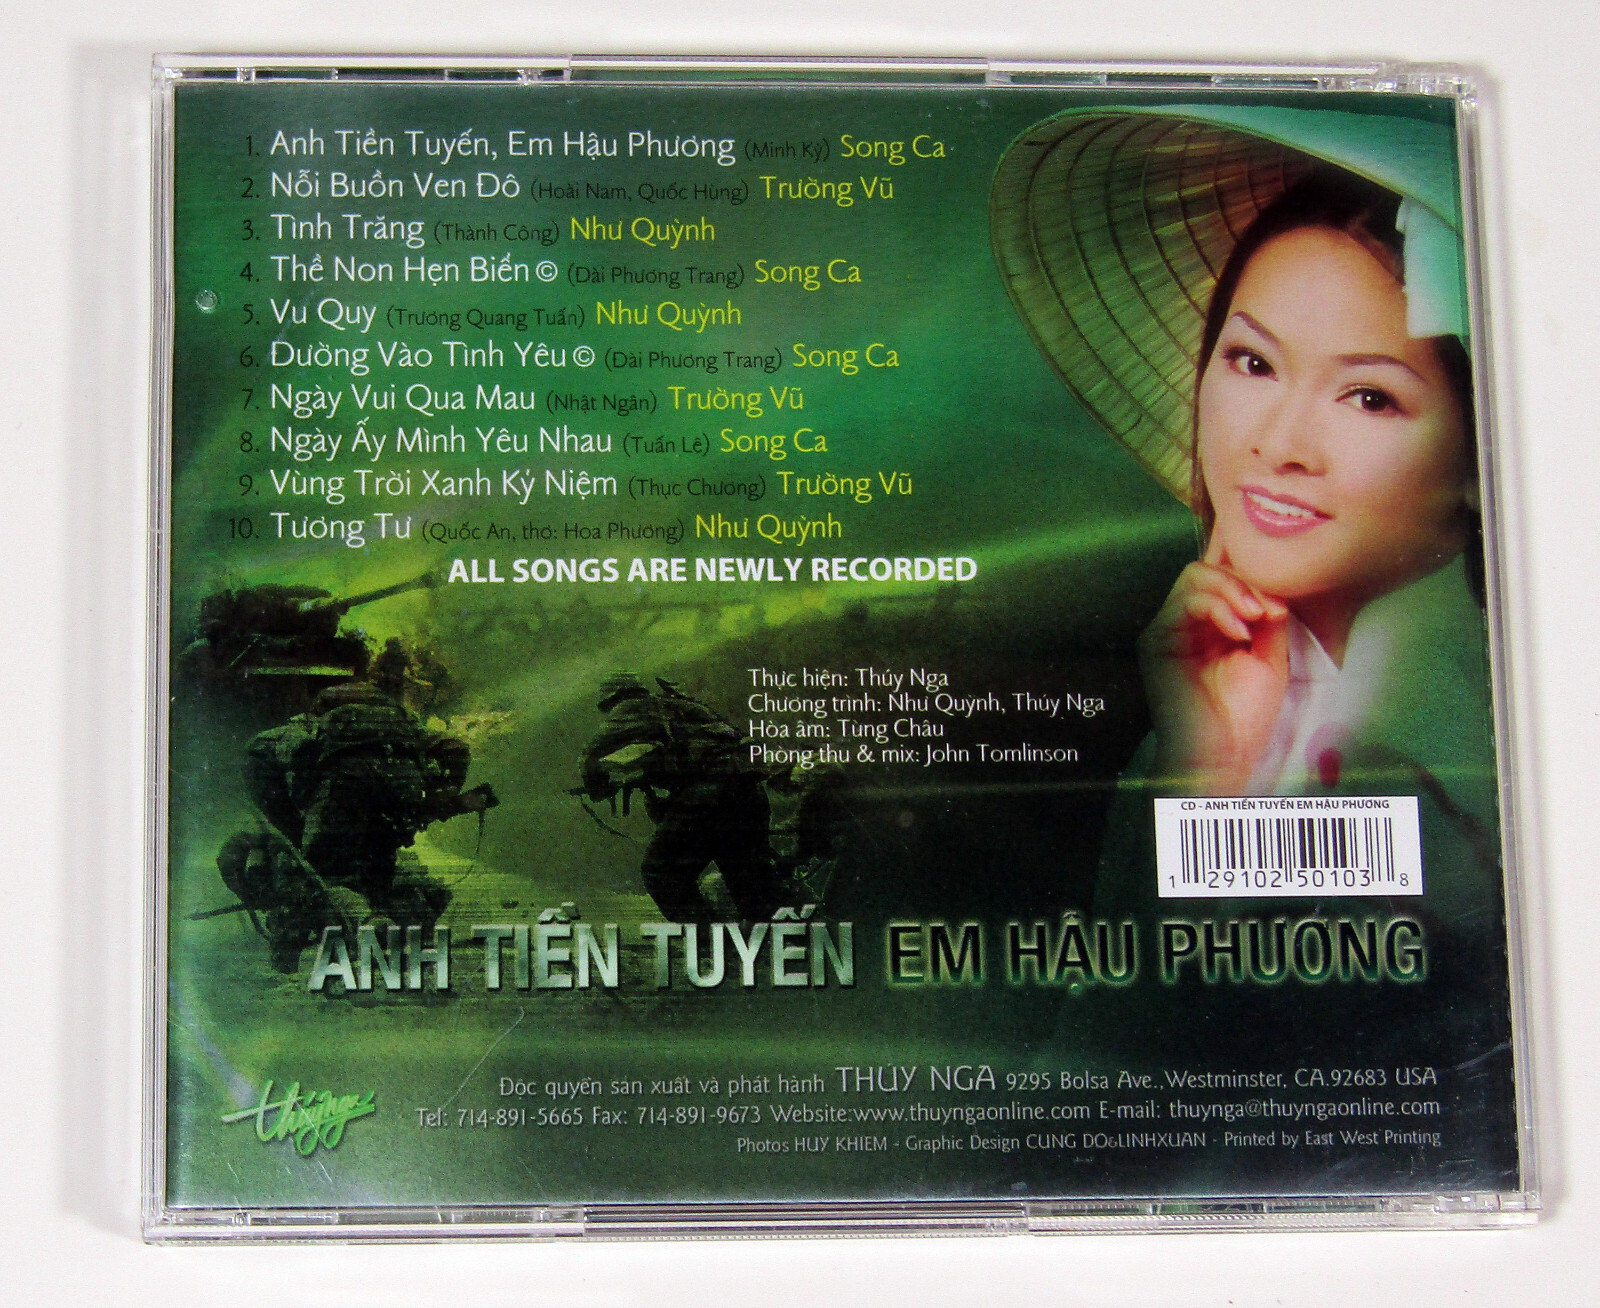 1. Anh Tiền Tuyến, Em Hậu Phương (Minh Kỳ) Song Ca
2. Nỗi Buồn Ven Đô (Hoài Nam, Quốc Hùng) Trường Vũ
3. Tình Trăng (Thành Công) Như Quỳnh
4. Thề Non Hẹn Biển © (Đài Phương Trang) Song Ca
5. Vu Quy (Trương Quang Tuấn) Như Quỳnh
6. Đường Vào Tình Yêu © (Đài Phương Trang) Song Ca
7. Ngày Vui Qua Mau (Nhật Ngân) Trường Vũ
8. Ngày Ấy Mình Yêu Nhau (Tuấn Lê) Song Ca
9. Vùng Trời Xanh Kỷ Niệm (Thục Chương) Trường Vũ
10. Tương Tư (Quốc An, thơ: Hoa Phương) Như Quỳnh
ALL SONGS ARE NEWLY RECORDED
Thực hiện: Thúy Nga
Chương trình: Như Quỳnh, Thúy Nga
Hòa âm: Tùng Châu
Phòng thu & mix: John Tomlinson
CD - ANH TIỀN TUYẾN EM HẬU PHƯƠNG
1 29102 50103 8
ANH TIỀN TUYẾN EM HẬU PHƯƠNG
thúy nga
Độc quyền sản xuất và phát hành THÚY NGA 9295 Bolsa Ave., Westminster, CA.92683 USA
Tel: 714-891-5665 Fax: 714-891-9673 Website:www.thuyngaonline.com E-mail: thuynga@thuyngaonline.com
Photos HUY KHIEM - Graphic Design CUNG DO&LINHXUAN - Printed by East West Printing